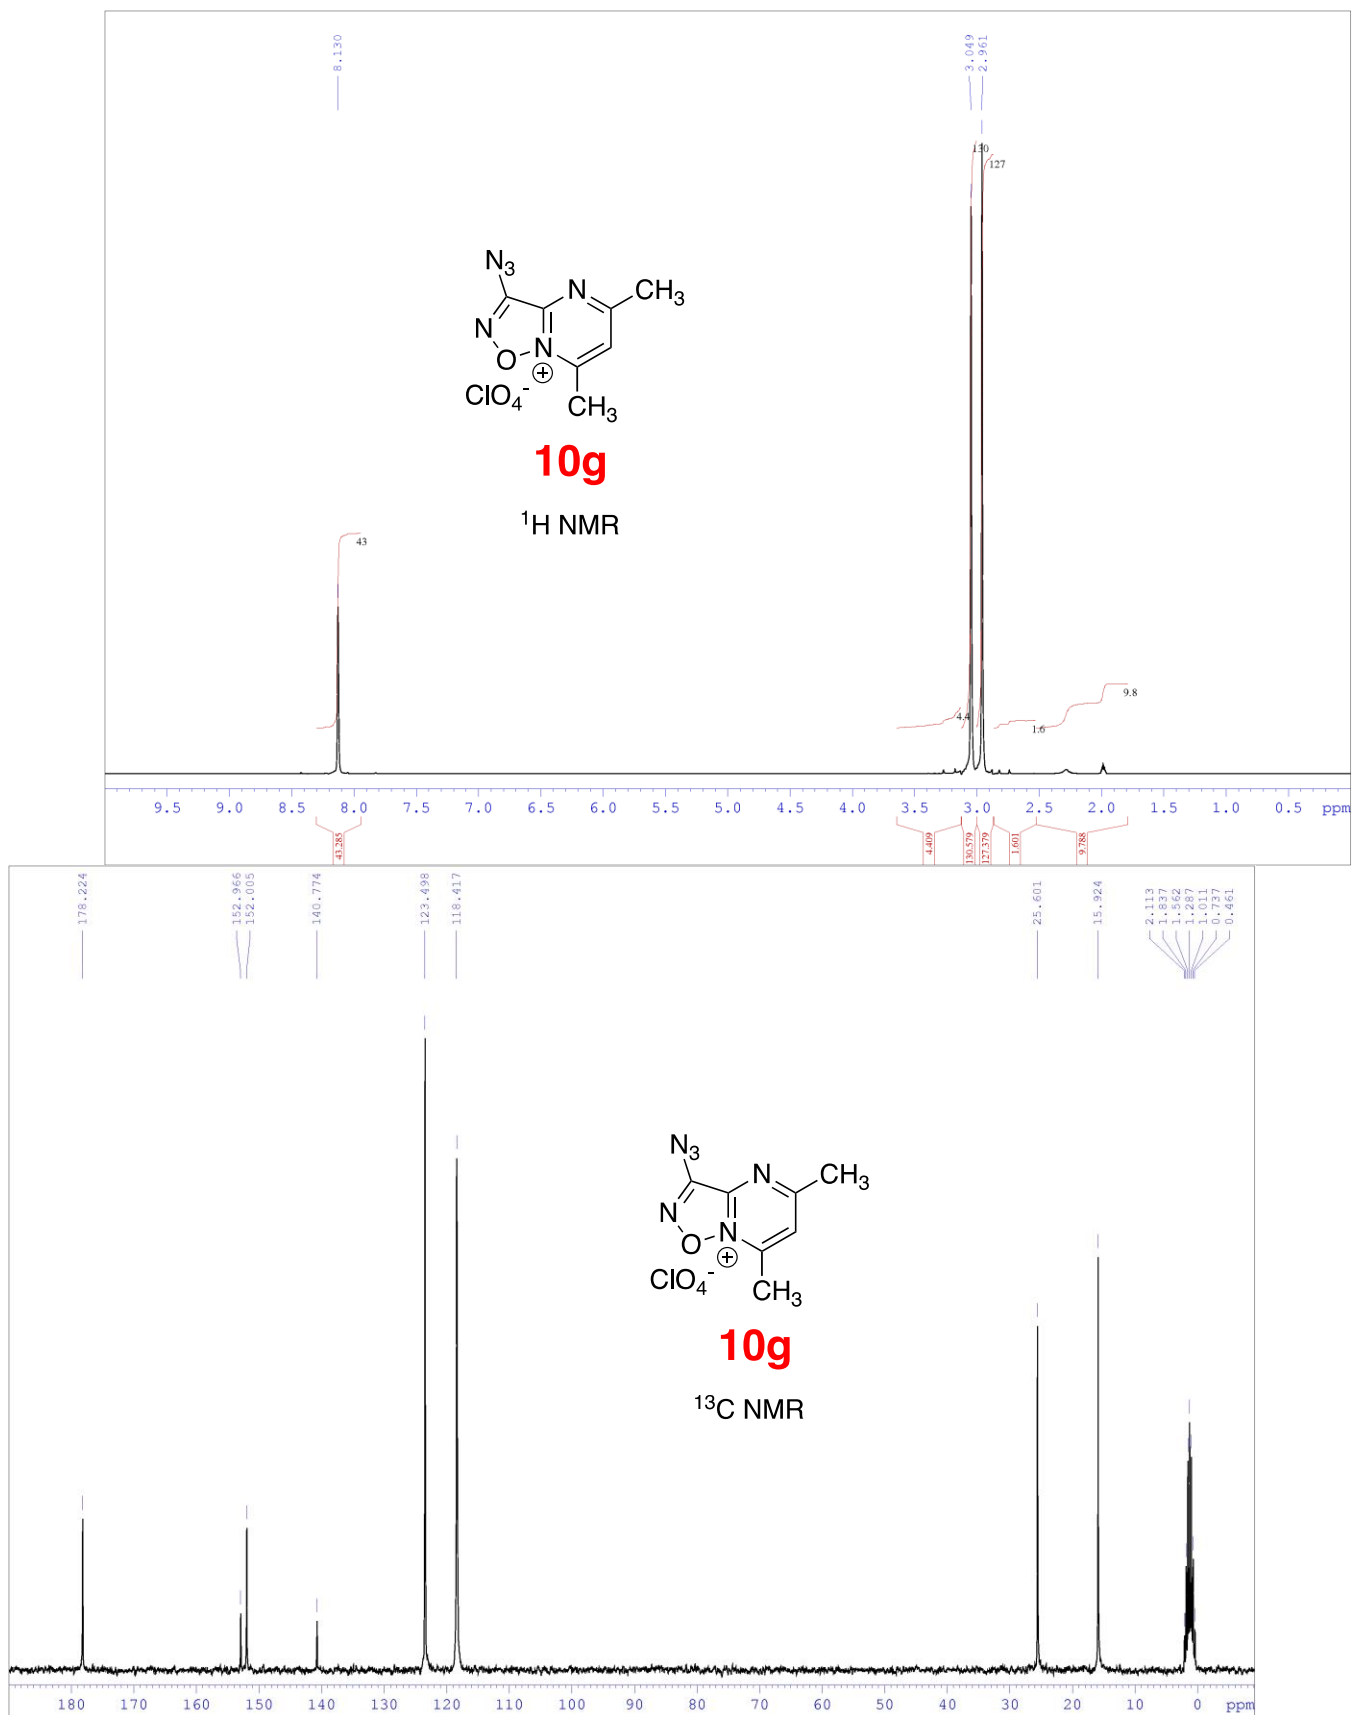 8.130
3.049
2.961
130
127
N3
N
CH3
N
O
N
+
ClO4-
CH3
10g
1H NMR
43
4.4
1.6
9.8
9.5 9.0 8.5 8.0 7.5 7.0 6.5 6.0 5.5 5.0 4.5 4.0 3.5 3.0 2.5 2.0 1.5 1.0 0.5 ppm
43.285
4.409
130.579
127.379
1.601
9.788
178.224
152.966
152.005
140.774
123.498
118.417
25.601
15.924
2.113
1.837
1.562
1.287
1.011
0.737
0.461
N3
N
CH3
N
O
N
+
ClO4-
CH3
10g
13C NMR
180 170 160 150 140 130 120 110 100 90 80 70 60 50 40 30 20 10 0 ppm